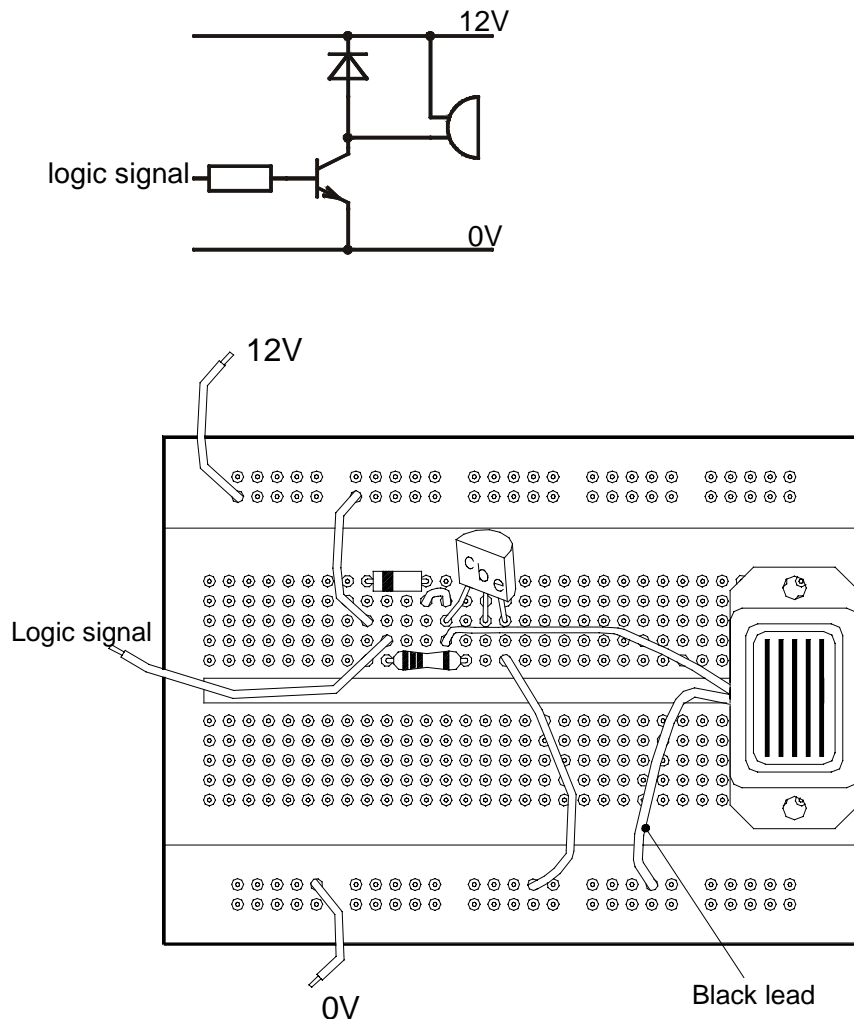 12V
logic signal
0V
12V
c b e
Logic signal
Black lead
0V